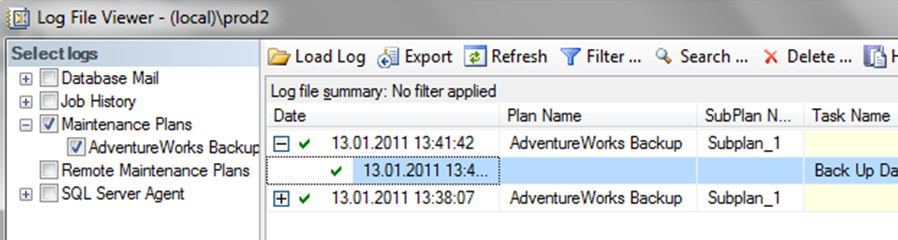 Log File Viewer - (local)\prod2
Select logs
Database Mail
Job History
Maintenance Plans
AdventureWorks Backup
Remote Maintenance Plans
SQL Server Agent
Load Log Export Refresh Filter ... Search ... Delete ... H
Log file summary: No filter applied
Date Plan Name SubPlan N... Task Name
13.01.2011 13:41:42 AdventureWorks Backup Subplan_1
13.01.2011 13:4... Back Up Da
13.01.2011 13:38:07 AdventureWorks Backup Subplan_1